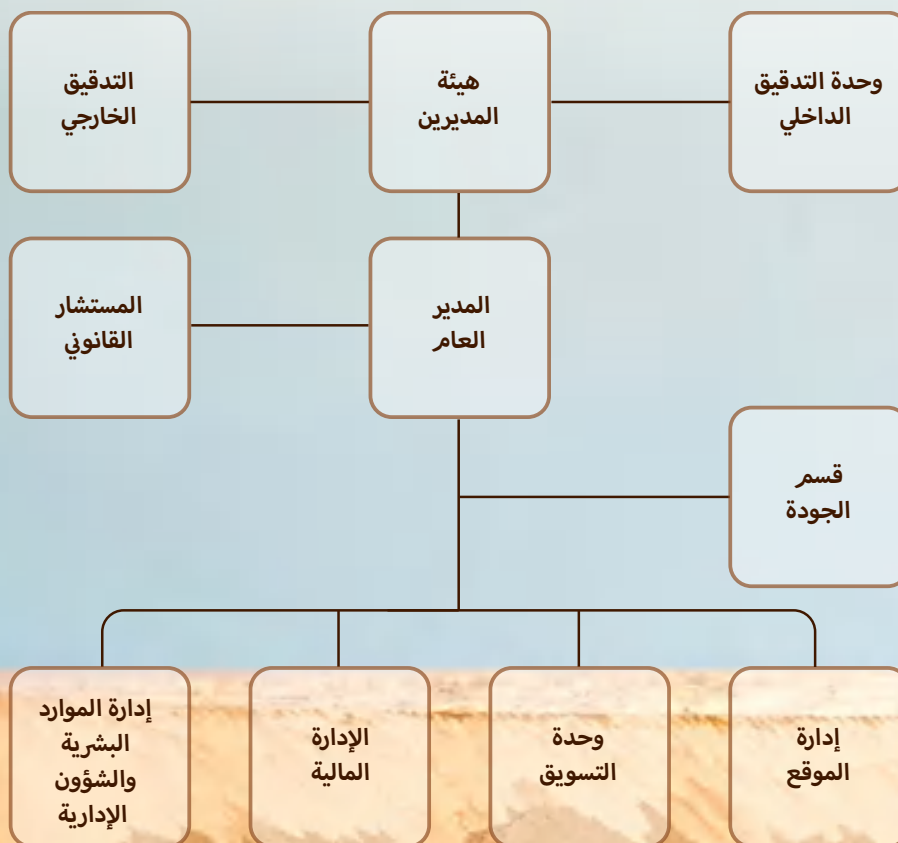 وحدة التدقيق
الداخلي
هيئة
المديرين
التدقيق
الخارجي
المدير
العام
المستشار
القانوني
قسم
الجودة
إدارة
الموقع
وحدة
التسويق
الإدارة
المالية
إدارة الموارد
البشرية
والشؤون
الإدارية